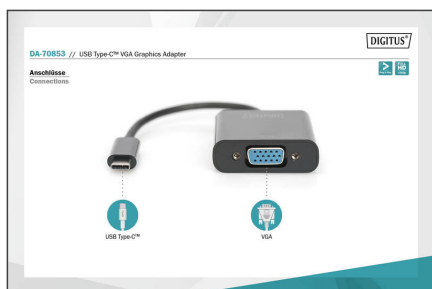 DIGITUS®
DA-70853 // USB Type-C™ VGA Graphics Adapter
Anschlüsse
Connections
USB Type-C™
VGA